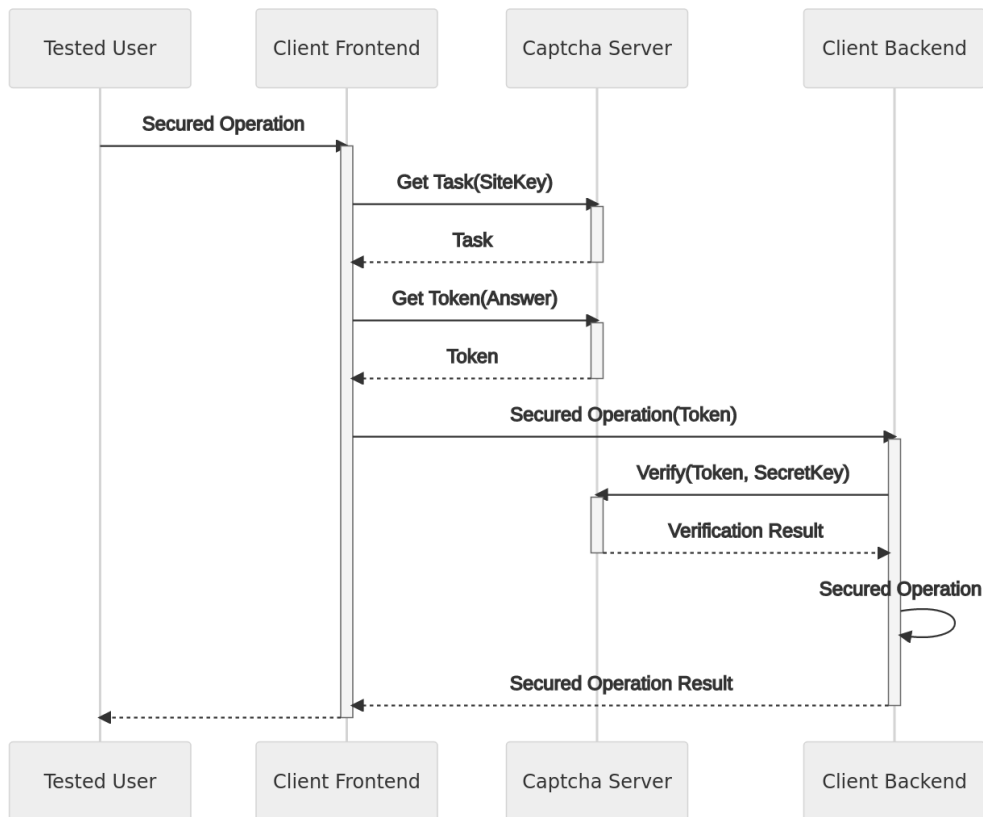 Tested User
Client Frontend
Captcha Server
Client Backend
Secured Operation
Get Task(SiteKey)
Task
Get Token(Answer)
Token
Secured Operation(Token)
Verify(Token, SecretKey)
Verification Result
Secured Operation
Secured Operation Result
Tested User
Client Frontend
Captcha Server
Client Backend